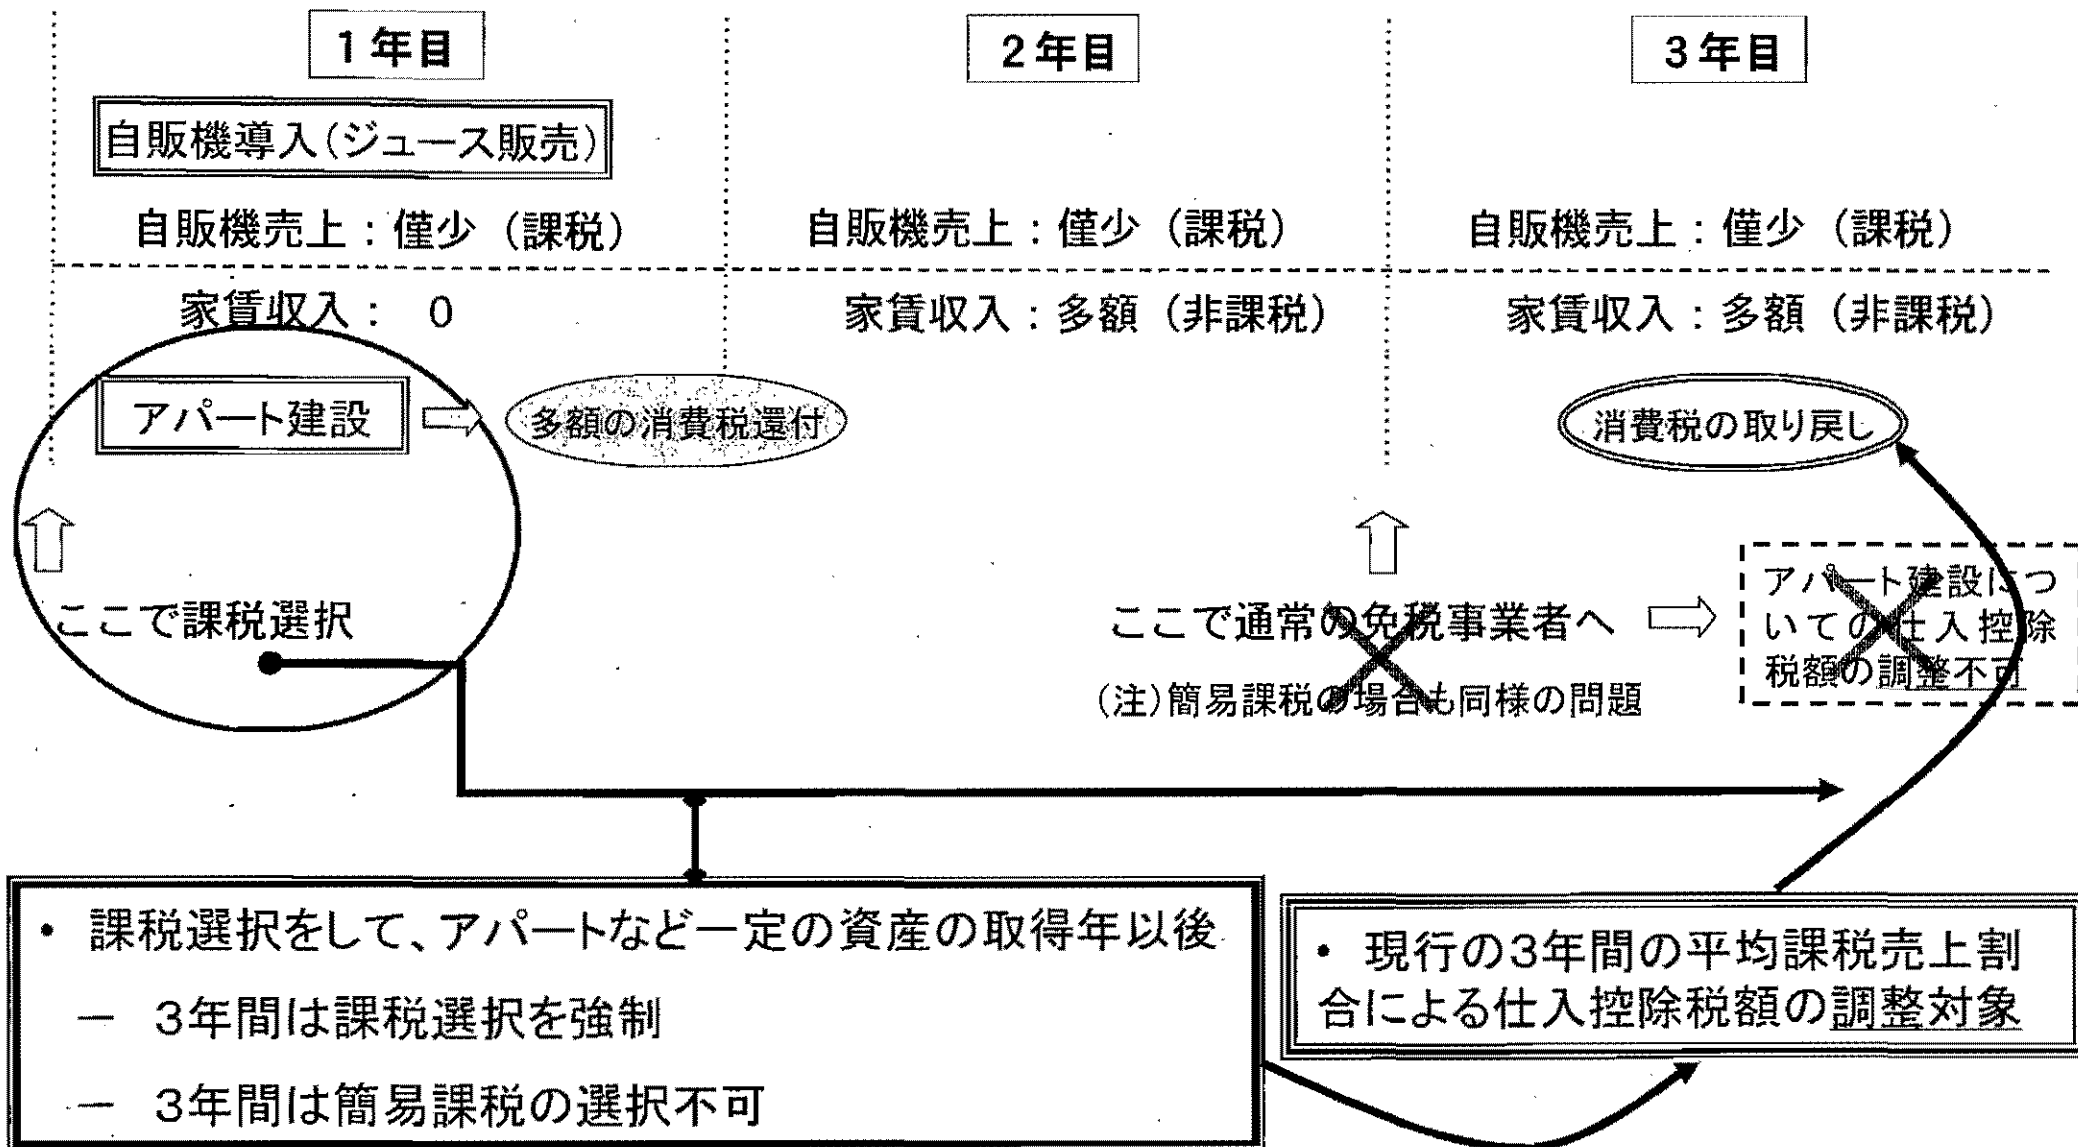 1年目
2年目
3年目
自販機導入(ジュース販売)
自販機売上：僅少（課税）
自販機売上：僅少（課税）
自販機売上：僅少（課税）
家賃収入： 0
家賃収入：多額（非課税）
家賃収入：多額（非課税）
アパート建設
多額の消費税還付
消費税の取り戻し
ここで課税選択
ここで通常の免税事業者へ
(注)簡易課税の場合も同様の問題
アパート建設につ
いての仕入控除
税額の調整不可
・ 課税選択をして、アパートなど一定の資産の取得年以後
－ 3年間は課税選択を強制
－ 3年間は簡易課税の選択不可
・ 現行の3年間の平均課税売上割
合による仕入控除税額の調整対象